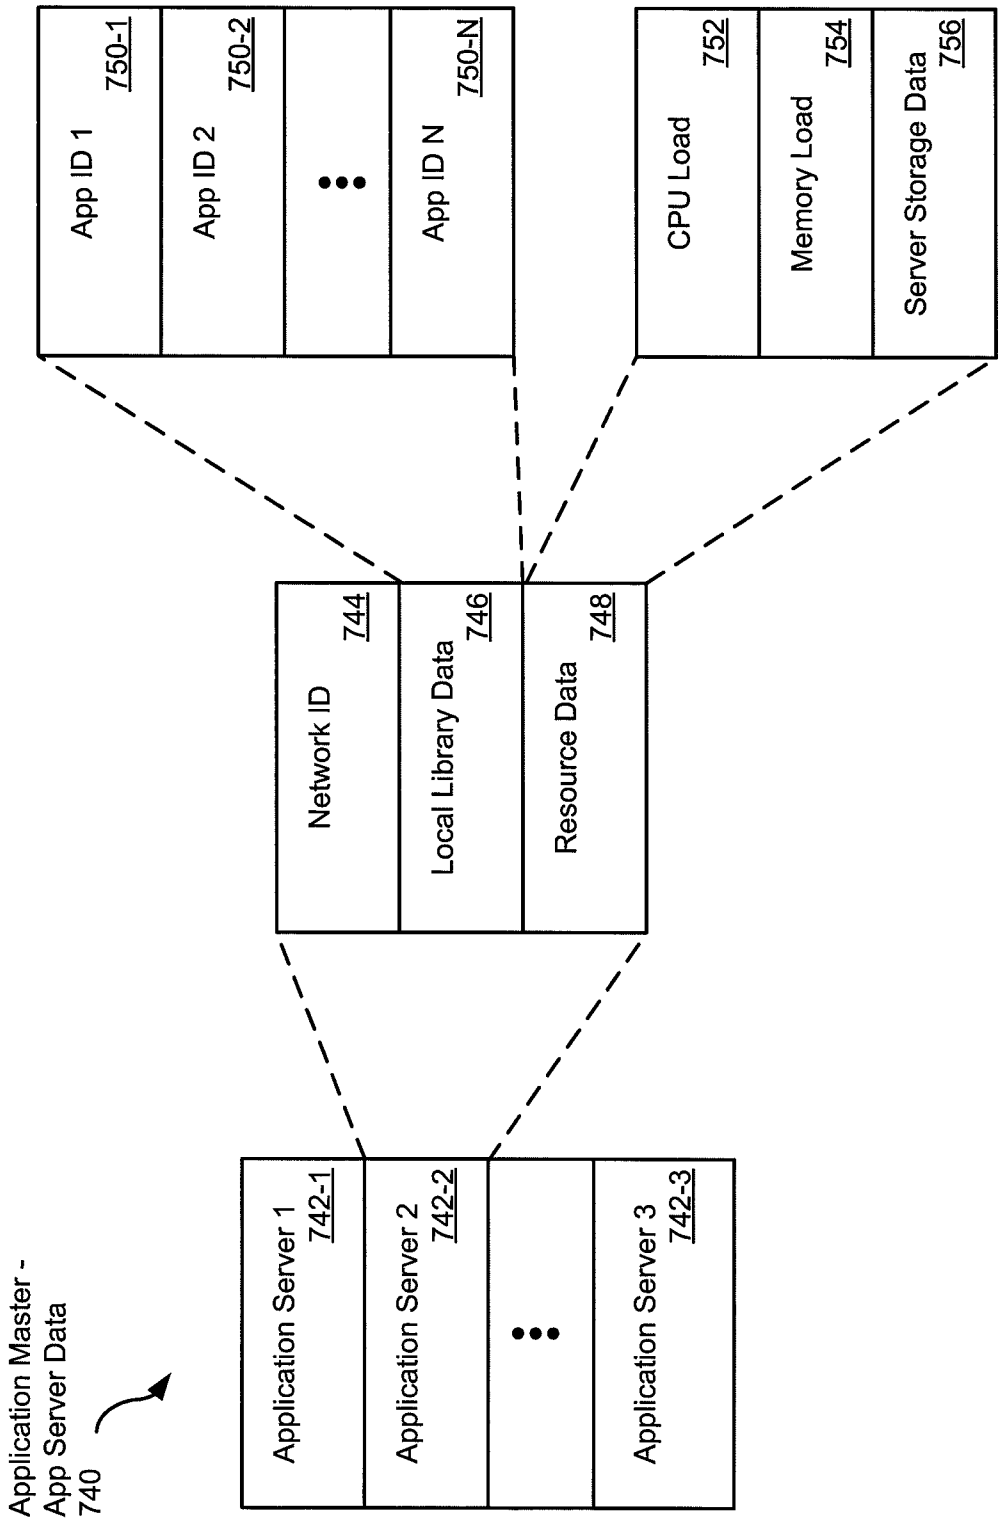 Application Master -
App Server Data
740
Application Server 1
742-1
Application Server 2
742-2
Application Server 3
742-3
Network ID
744
Local Library Data
746
Resource Data
748
App ID 1
750-1
App ID 2
750-2
App ID N
750-N
CPU Load
752
Memory Load
754
Server Storage Data
756